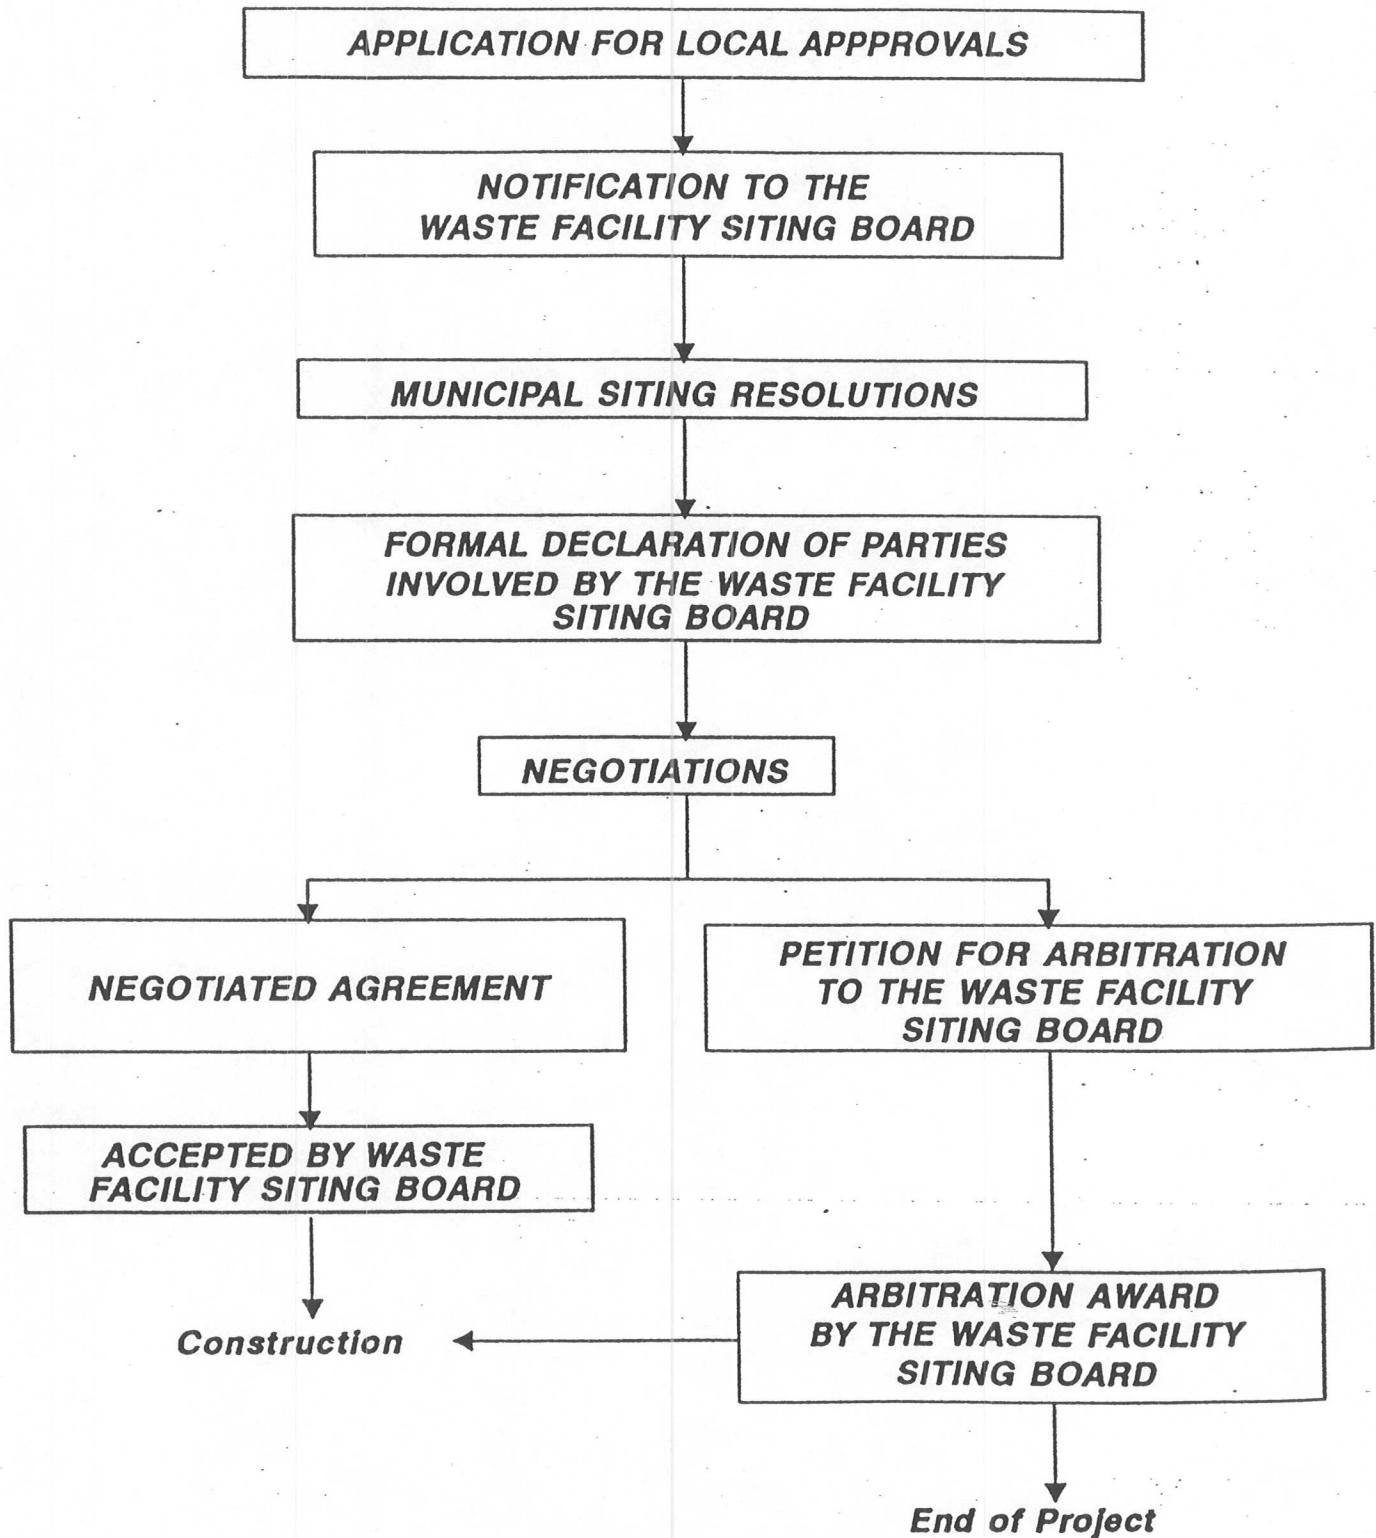 APPLICATION FOR LOCAL APPPROVALS
NOTIFICATION TO THE
WASTE FACILITY SITING BOARD
MUNICIPAL SITING RESOLUTIONS
FORMAL DECLARATION OF PARTIES
INVOLVED BY THE WASTE FACILITY
SITING BOARD
NEGOTIATIONS
NEGOTIATED AGREEMENT
PETITION FOR ARBITRATION
TO THE WASTE FACILITY
SITING BOARD
ACCEPTED BY WASTE
FACILITY SITING BOARD
ARBITRATION AWARD
BY THE WASTE FACILITY
SITING BOARD
Construction
End of Project